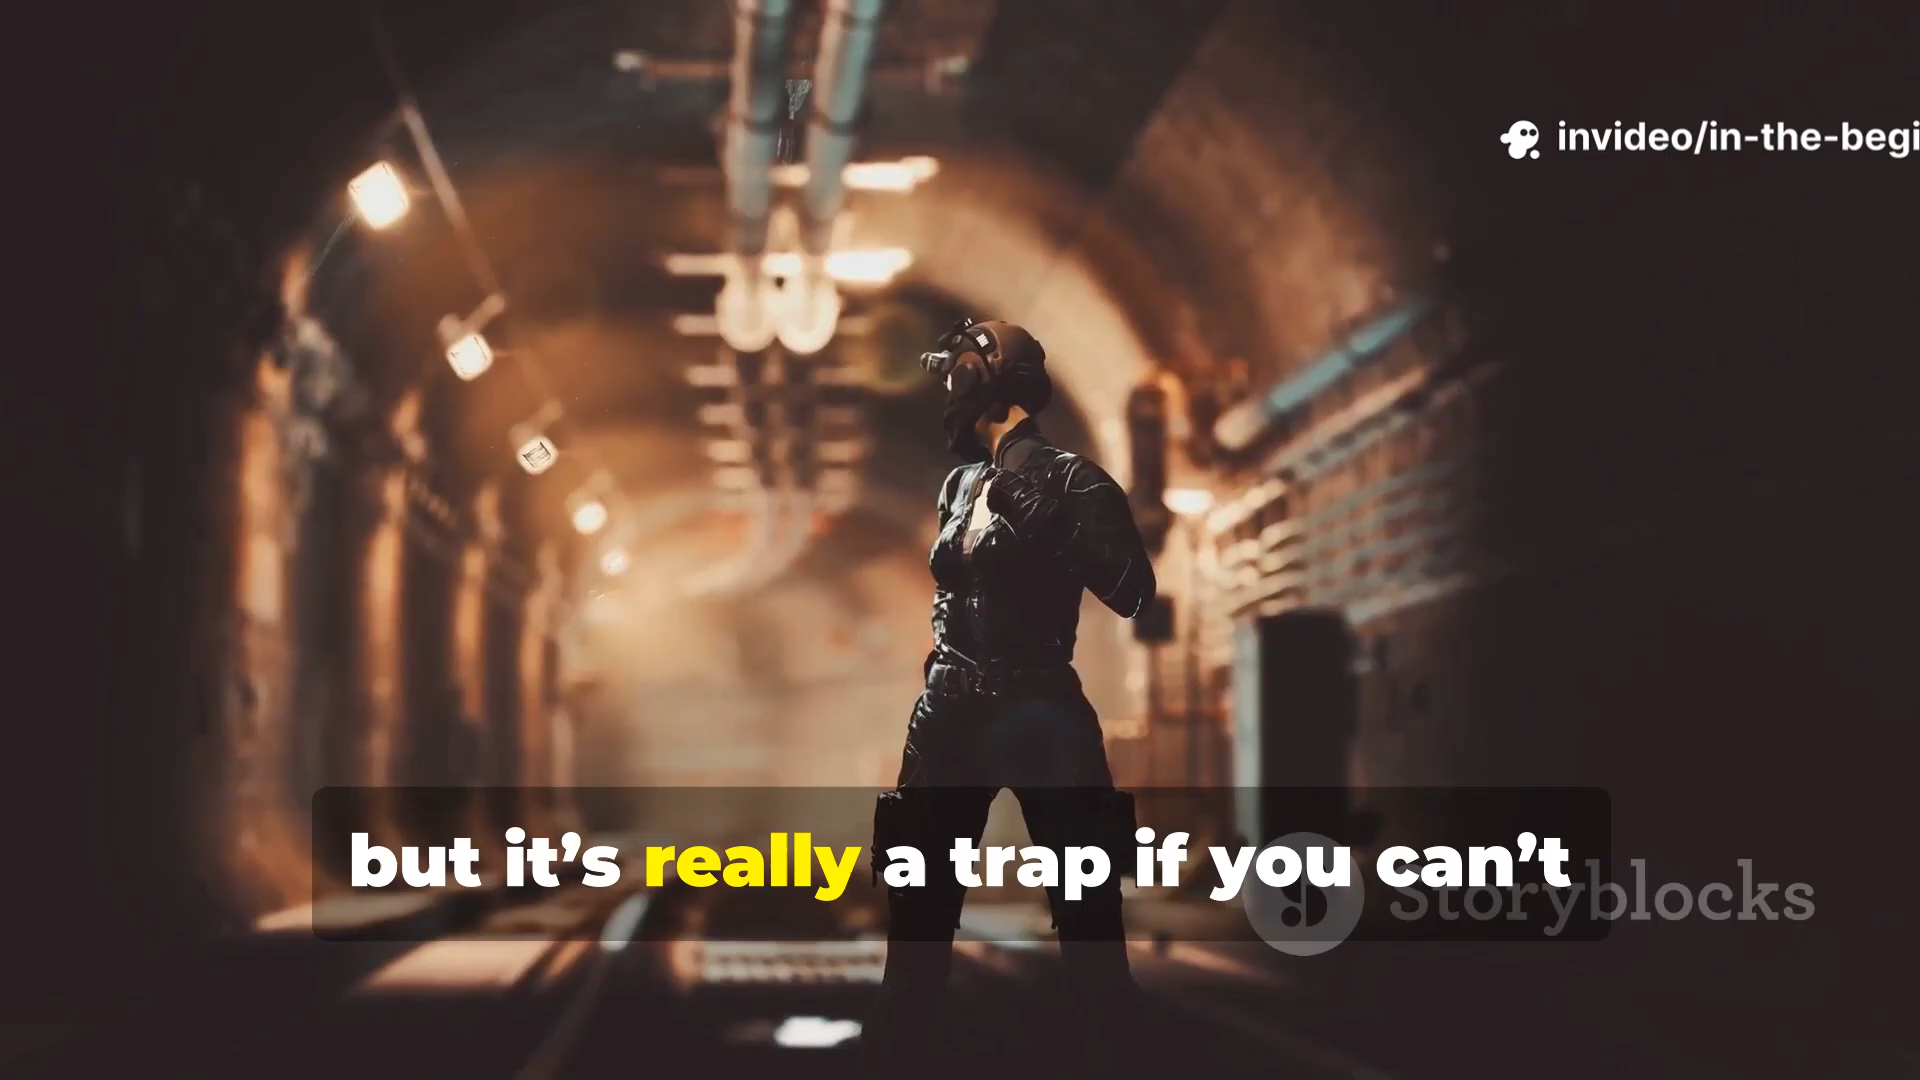 invideo/in-the-begi
but it’s really a trap if you can’t
Storyblocks